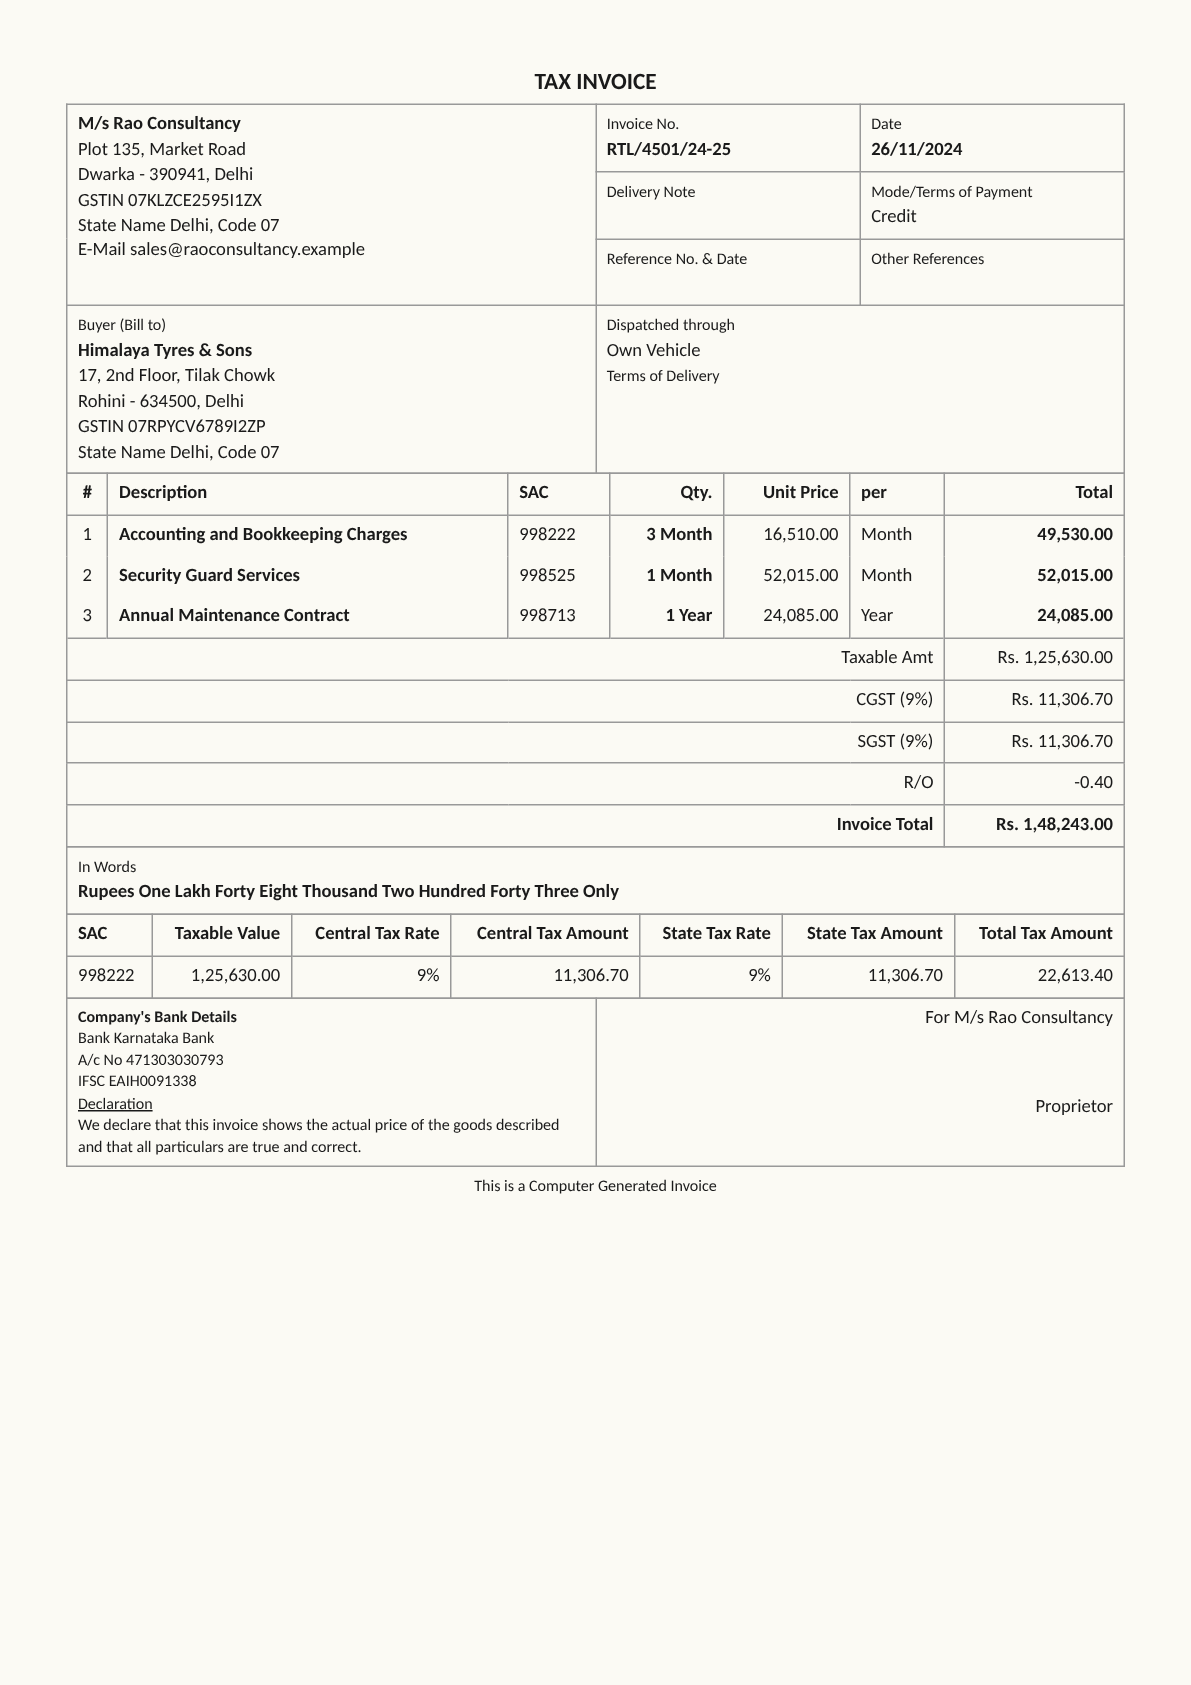 TAX INVOICE
M/s Rao Consultancy
Plot 135, Market Road
Dwarka - 390941, Delhi
GSTIN 07KLZCE2595I1ZX
State Name Delhi, Code 07
E-Mail sales@raoconsultancy.example
Invoice No.
RTL/4501/24-25
Date
26/11/2024
Delivery Note
Mode/Terms of Payment
Credit
Reference No. & Date
Other References
Buyer (Bill to)
Himalaya Tyres & Sons
17, 2nd Floor, Tilak Chowk
Rohini - 634500, Delhi
GSTIN 07RPYCV6789I2ZP
State Name Delhi, Code 07
Dispatched through
Own Vehicle
Terms of Delivery
# Description SAC Qty. Unit Price per Total
1 Accounting and Bookkeeping Charges 998222 3 Month 16,510.00 Month 49,530.00
2 Security Guard Services 998525 1 Month 52,015.00 Month 52,015.00
3 Annual Maintenance Contract 998713 1 Year 24,085.00 Year 24,085.00
Taxable Amt Rs. 1,25,630.00
CGST (9%) Rs. 11,306.70
SGST (9%) Rs. 11,306.70
R/O -0.40
Invoice Total Rs. 1,48,243.00
In Words
Rupees One Lakh Forty Eight Thousand Two Hundred Forty Three Only
SAC Taxable Value Central Tax Rate Central Tax Amount State Tax Rate State Tax Amount Total Tax Amount
998222 1,25,630.00 9% 11,306.70 9% 11,306.70 22,613.40
Company's Bank Details
Bank Karnataka Bank
A/c No 471303030793
IFSC EAIH0091338
Declaration
We declare that this invoice shows the actual price of the goods described
and that all particulars are true and correct.
For M/s Rao Consultancy
Proprietor
This is a Computer Generated Invoice